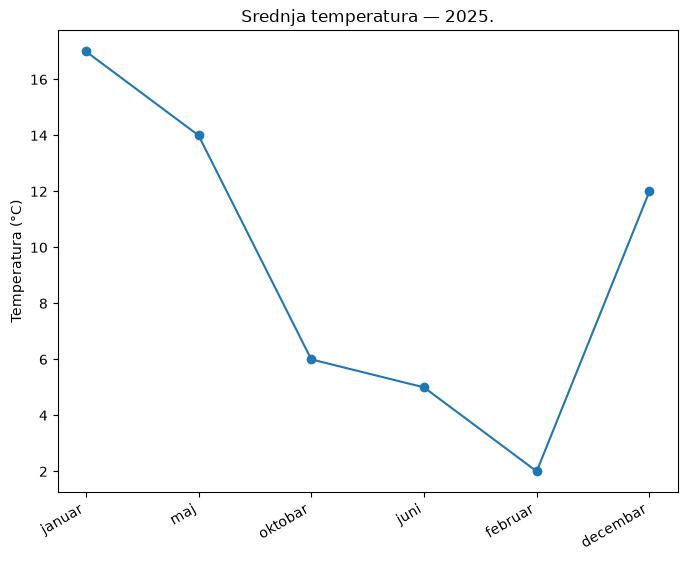 Srednja temperatura — 2025.
Temperatura (°C)
16
14
12
10
8
6
4
2
januar
maj
oktobar
juni
februar
decembar